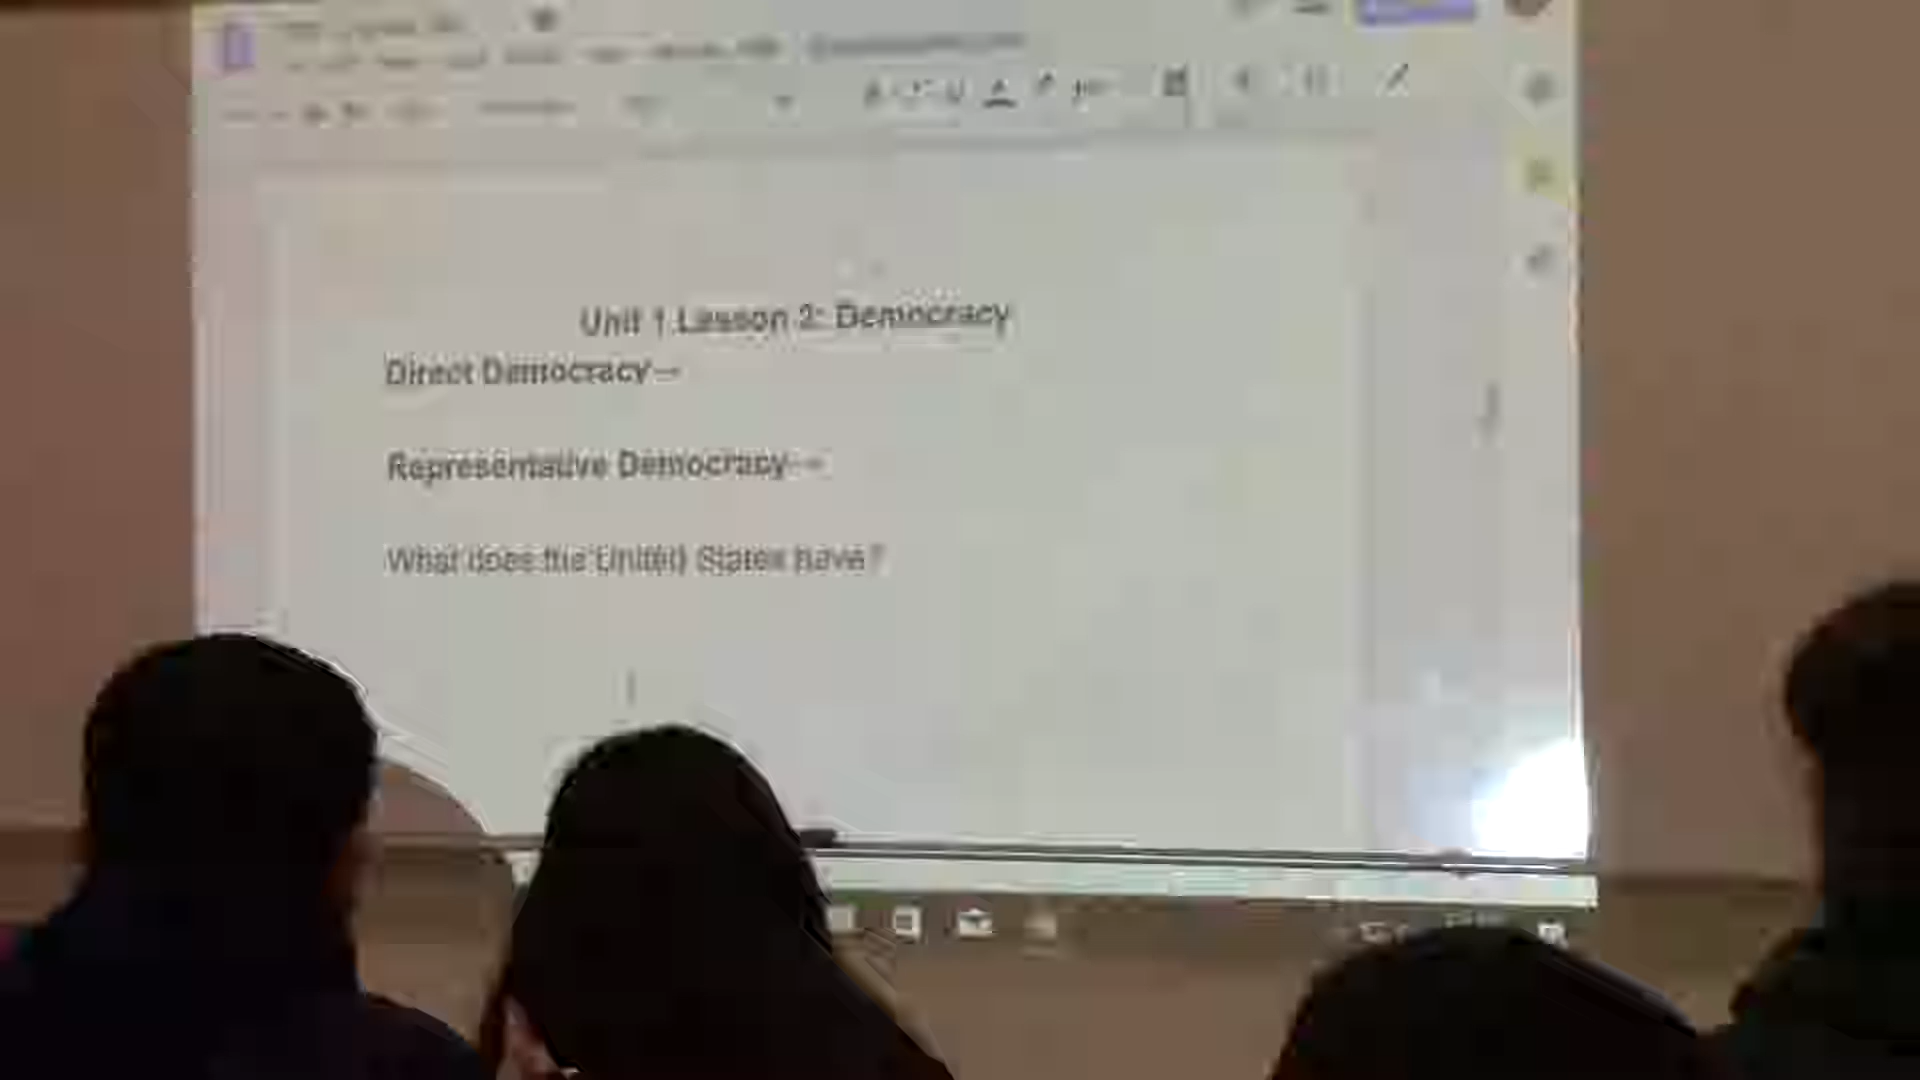 Unit 1 Lesson 2: Democracy
Direct Democracy--
Representative Democracy--
What does the United States have?